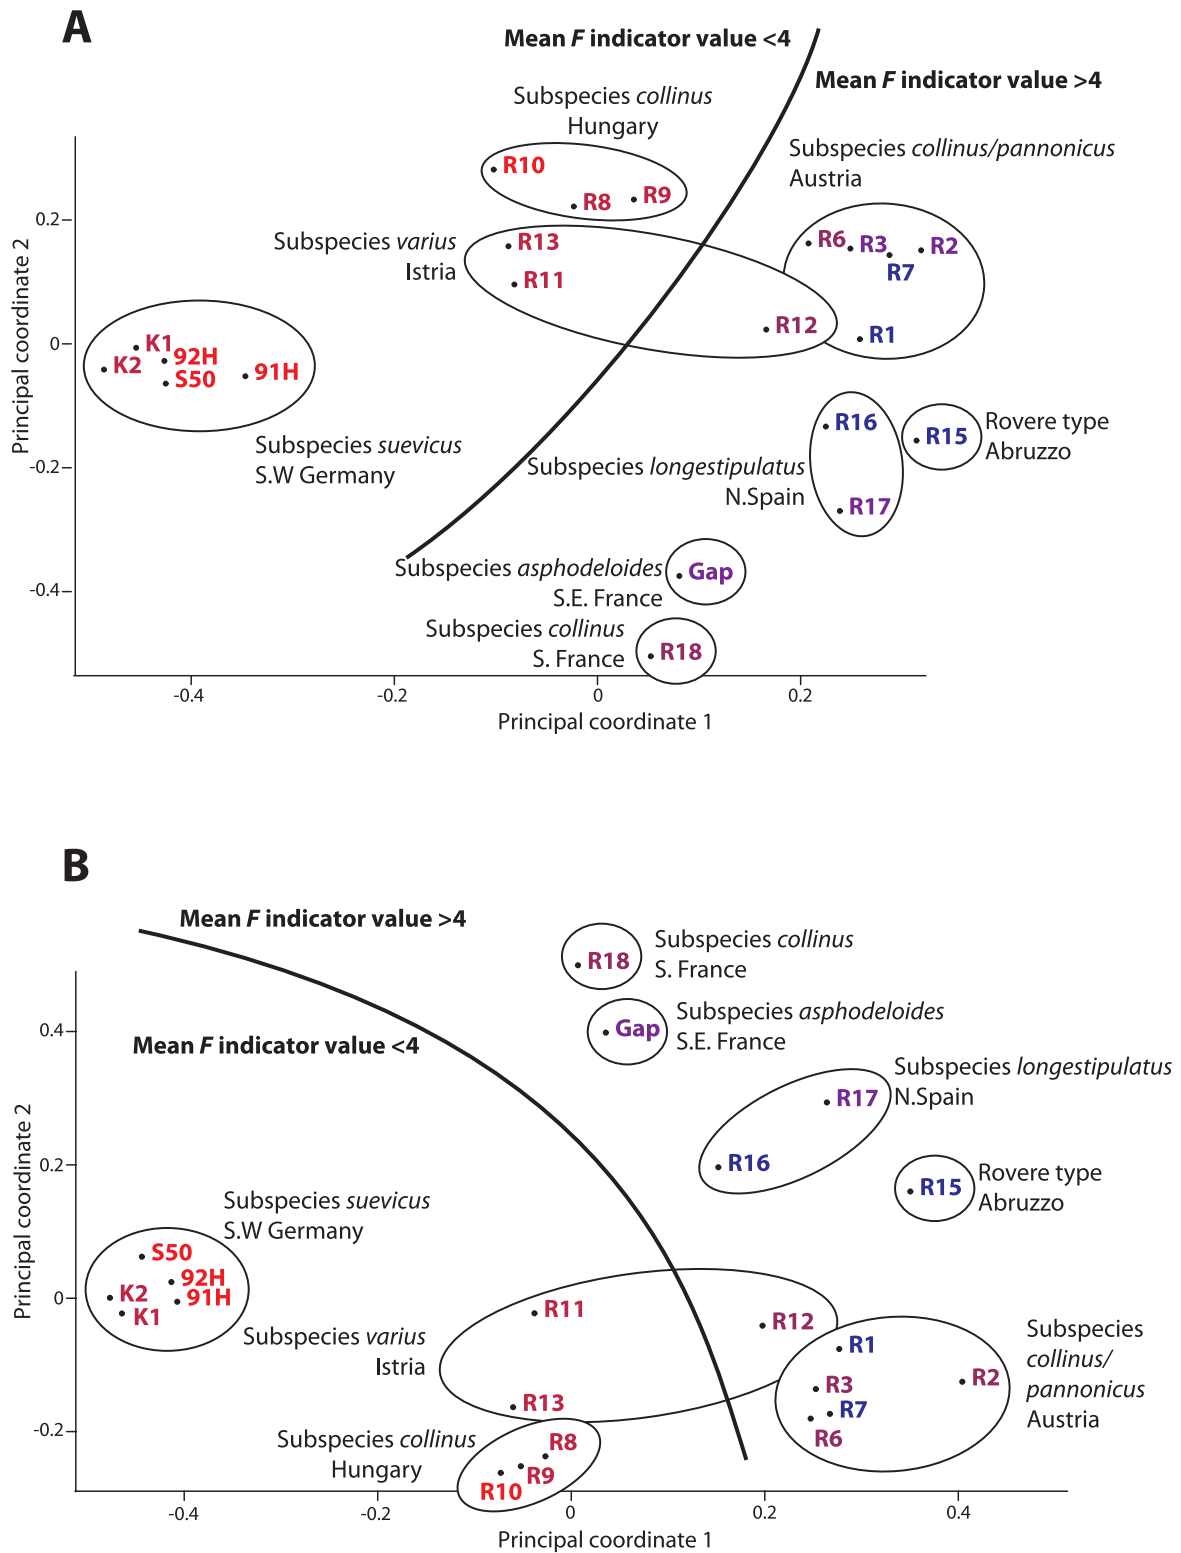 A
Mean F indicator value <4
Mean F indicator value >4
Subspecies collinus
Hungary
Subspecies collinus/pannonicus
Austria
R10
R8
R9
0.2
Subspecies varius
Istria
R13
R11
R12
R6
R3
R2
R7
R1
Principal coordinate 2
0
K1
K2
92H
S50
91H
Subspecies suevicus
S.W Germany
R16
R15
Rovere type
Abruzzo
-0.2
Subspecies longestipulatus
N.Spain
R17
Subspecies asphodeloides
S.E. France
Gap
-0.4
Subspecies collinus
S. France
R18
-0.4
-0.2
0
0.2
Principal coordinate 1
B
Mean F indicator value >4
R18
Subspecies collinus
S. France
Gap
Subspecies asphodeloides
S.E. France
0.4
Mean F indicator value <4
Subspecies longestipulatus
N.Spain
R17
R16
0.2
R15
Rovere type
Abruzzo
Principal coordinate 2
Subspecies suevicus
S.W Germany
S50
92H
K2
91H
K1
0
R11
R12
Subspecies varius
Istria
R13
R1
R3
R2
R7
R6
Subspecies
collinus/
pannonicus
Austria
-0.2
Subspecies collinus
Hungary
R8
R9
R10
-0.4
-0.2
0
0.2
0.4
Principal coordinate 1